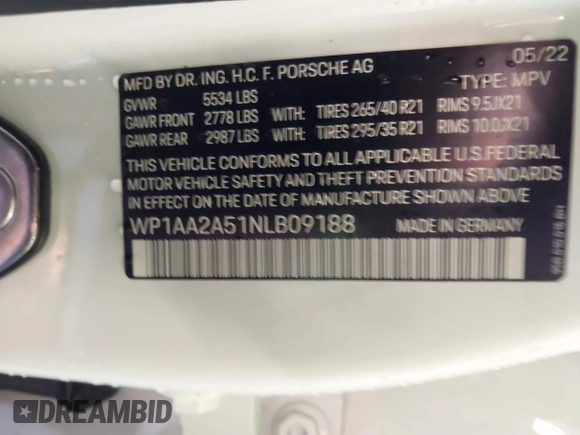 05/22
MFD BY DR. ING. H.C. F. PORSCHE AG
TYPE: MPV
GVWR 5534 LBS
GAWR FRONT 2778 LBS WITH: TIRES 265/40 R21 RIMS 9.5JX21
GAWR REAR 2987 LBS WITH: TIRES 295/35 R21 RIMS 10.0JX21
THIS VEHICLE CONFORMS TO ALL APPLICABLE U.S. FEDERAL
MOTOR VEHICLE SAFETY AND THEFT PREVENTION STANDARDS
IN EFFECT ON THE DATE OF MANUFACTURE SHOWN ABOVE
WP1AA2A51NLB09188
DREAMBID